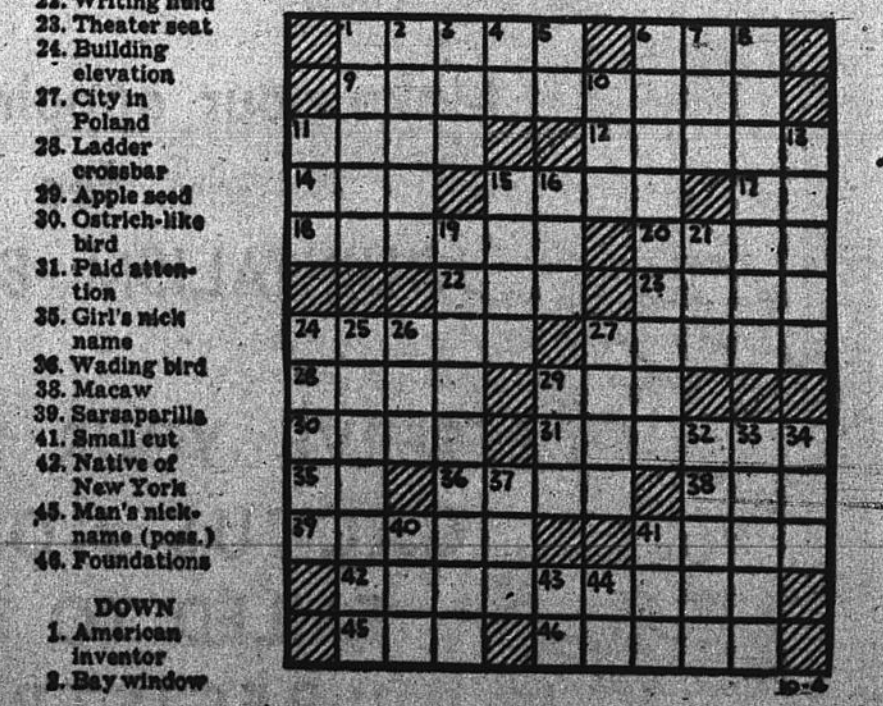 22. Writing fluid
23. Theater seat
24. Building
elevation
27. City in
Poland
28. Ladder
crossbar
29. Apple seed
30. Ostrich-like
bird
31. Paid atten-
tion
35. Girl's nick
name
36. Wading bird
38. Macaw
39. Sarsaparilla
41. Small cut
42. Native of
New York
45. Man's nick-
name (poss.)
46. Foundations
DOWN
1. American
inventor
2. Bay window
1 2 3 4 5 6 7 8
9 10
11 12 13
14 15 16 17
18 19 20 21
22 23
24 25 26 27
28 29
30 31 32 33 34
35 36 37 38
39 40 41
42 43 44
45 46
10-6